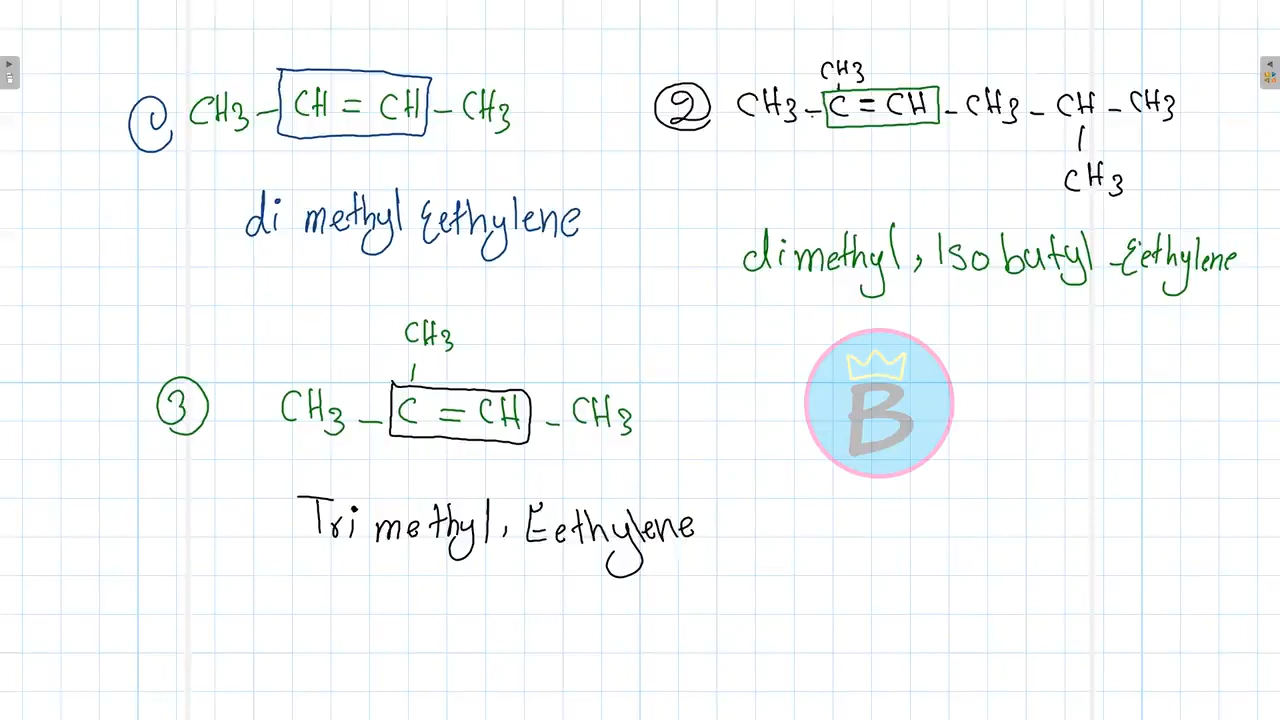 1 CH3 - CH = CH - CH3
di methyl Eethylene
CH3
2 CH3 - C = CH - CH3 - CH - CH3
CH3
dimethyl, Iso butyl - Eethylene
CH3
3 CH3 - C = CH - CH3
Tri methyl, Eethylene
B